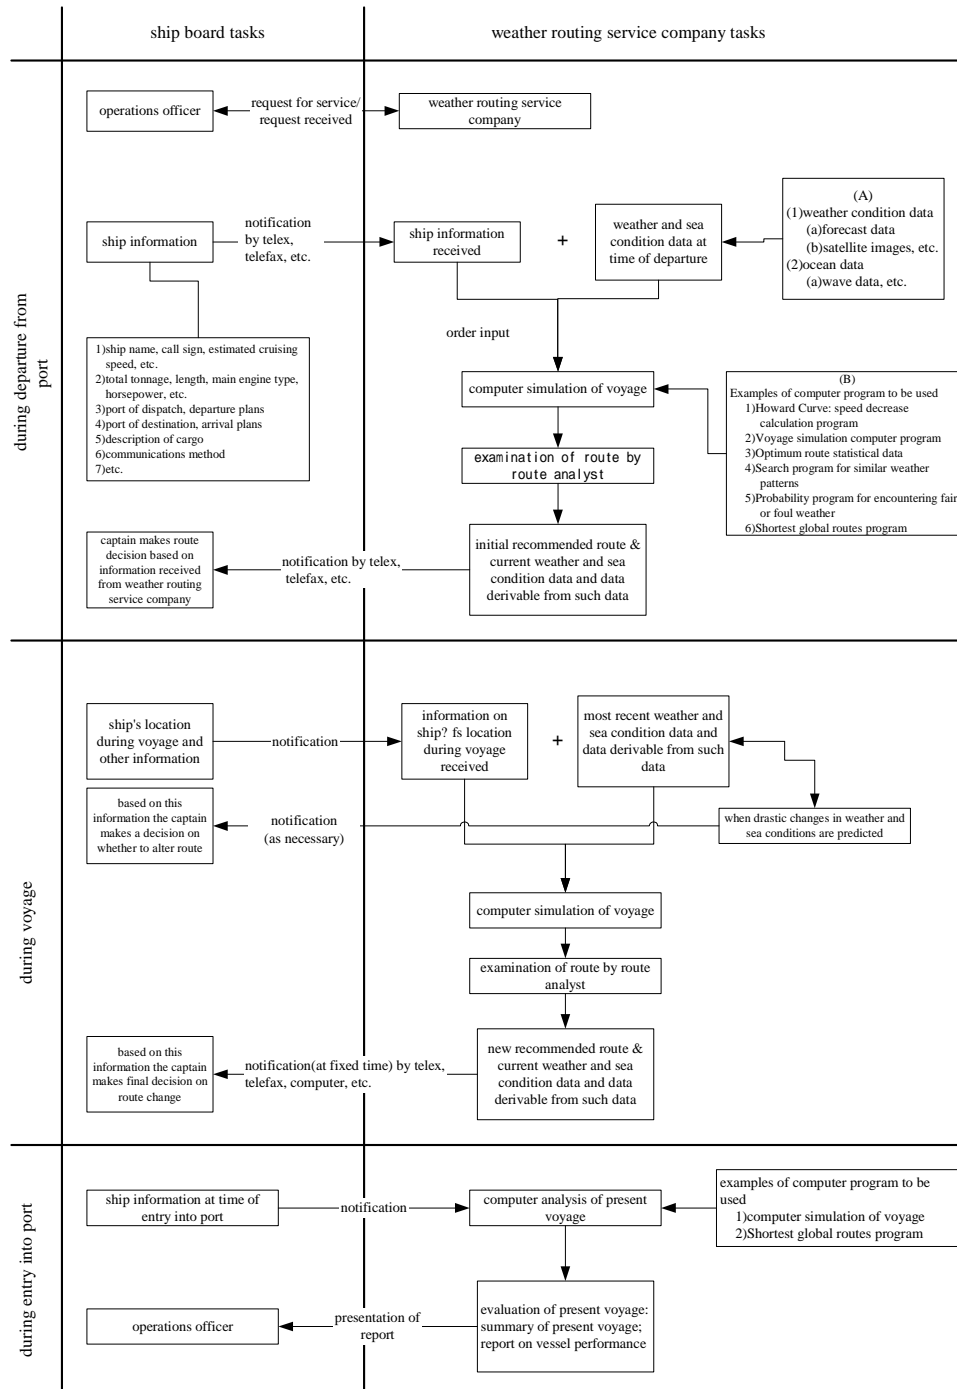 ship board tasks
weather routing service company tasks
during departure from
port
operations officer
request for service/
request received
weather routing service
company
ship information
notification
by telex,
telefax, etc.
ship information
received
+
weather and sea
condition data at
time of departure
(A)
(1)weather condition data
(a)forecast data
(b)satellite images, etc.
(2)ocean data
(a)wave data, etc.
order input
1)ship name, call sign, estimated cruising
speed, etc.
2)total tonnage, length, main engine type,
horsepower, etc.
3)port of dispatch, departure plans
4)port of destination, arrival plans
5)description of cargo
6)communications method
7)etc.
computer simulation of voyage
(B)
Examples of computer program to be used
1)Howard Curve: speed decrease
calculation program
2)Voyage simulation computer program
3)Optimum route statistical data
4)Search program for similar weather
patterns
5)Probability program for encountering fair
or foul weather
6)Shortest global routes program
examination of route by
route analyst
captain makes route
decision based on
information received
from weather routing
service company
notification by telex,
telefax, etc.
initial recommended route &
current weather and sea
condition data and data
derivable from such data
during voyage
ship's location
during voyage and
other information
notification
information on
ship? fs location
during voyage
received
+
most recent weather and
sea condition data and
data derivable from such
data
based on this
information the captain
makes a decision on
whether to alter route
notification
(as necessary)
when drastic changes in weather and
sea conditions are predicted
computer simulation of voyage
examination of route by route
analyst
based on this
information the captain
makes final decision on
route change
notification(at fixed time) by telex,
telefax, computer, etc.
new recommended route &
current weather and sea
condition data and data
derivable from such data
during entry into port
ship information at time of
entry into port
notification
computer analysis of present
voyage
examples of computer program to be
used
1)computer simulation of voyage
2)Shortest global routes program
operations officer
presentation of
report
evaluation of present voyage:
summary of present voyage;
report on vessel performance